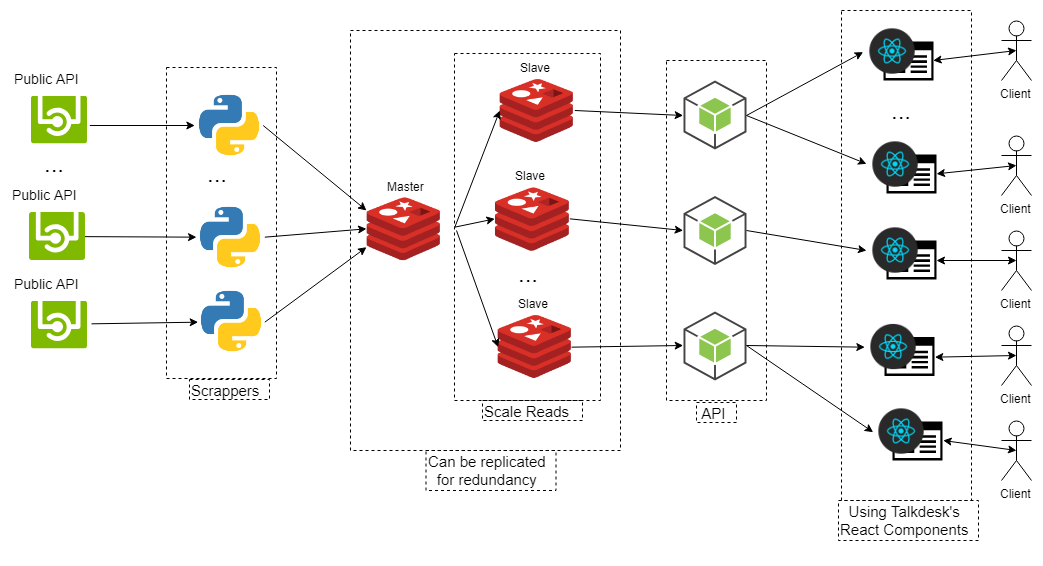 Public API
...
Public API
Public API
...
Scrappers
Master
Slave
Slave
...
Slave
Scale Reads
Can be replicated
for redundancy
API
...
Using Talkdesk's
React Components
Client
Client
Client
Client
Client